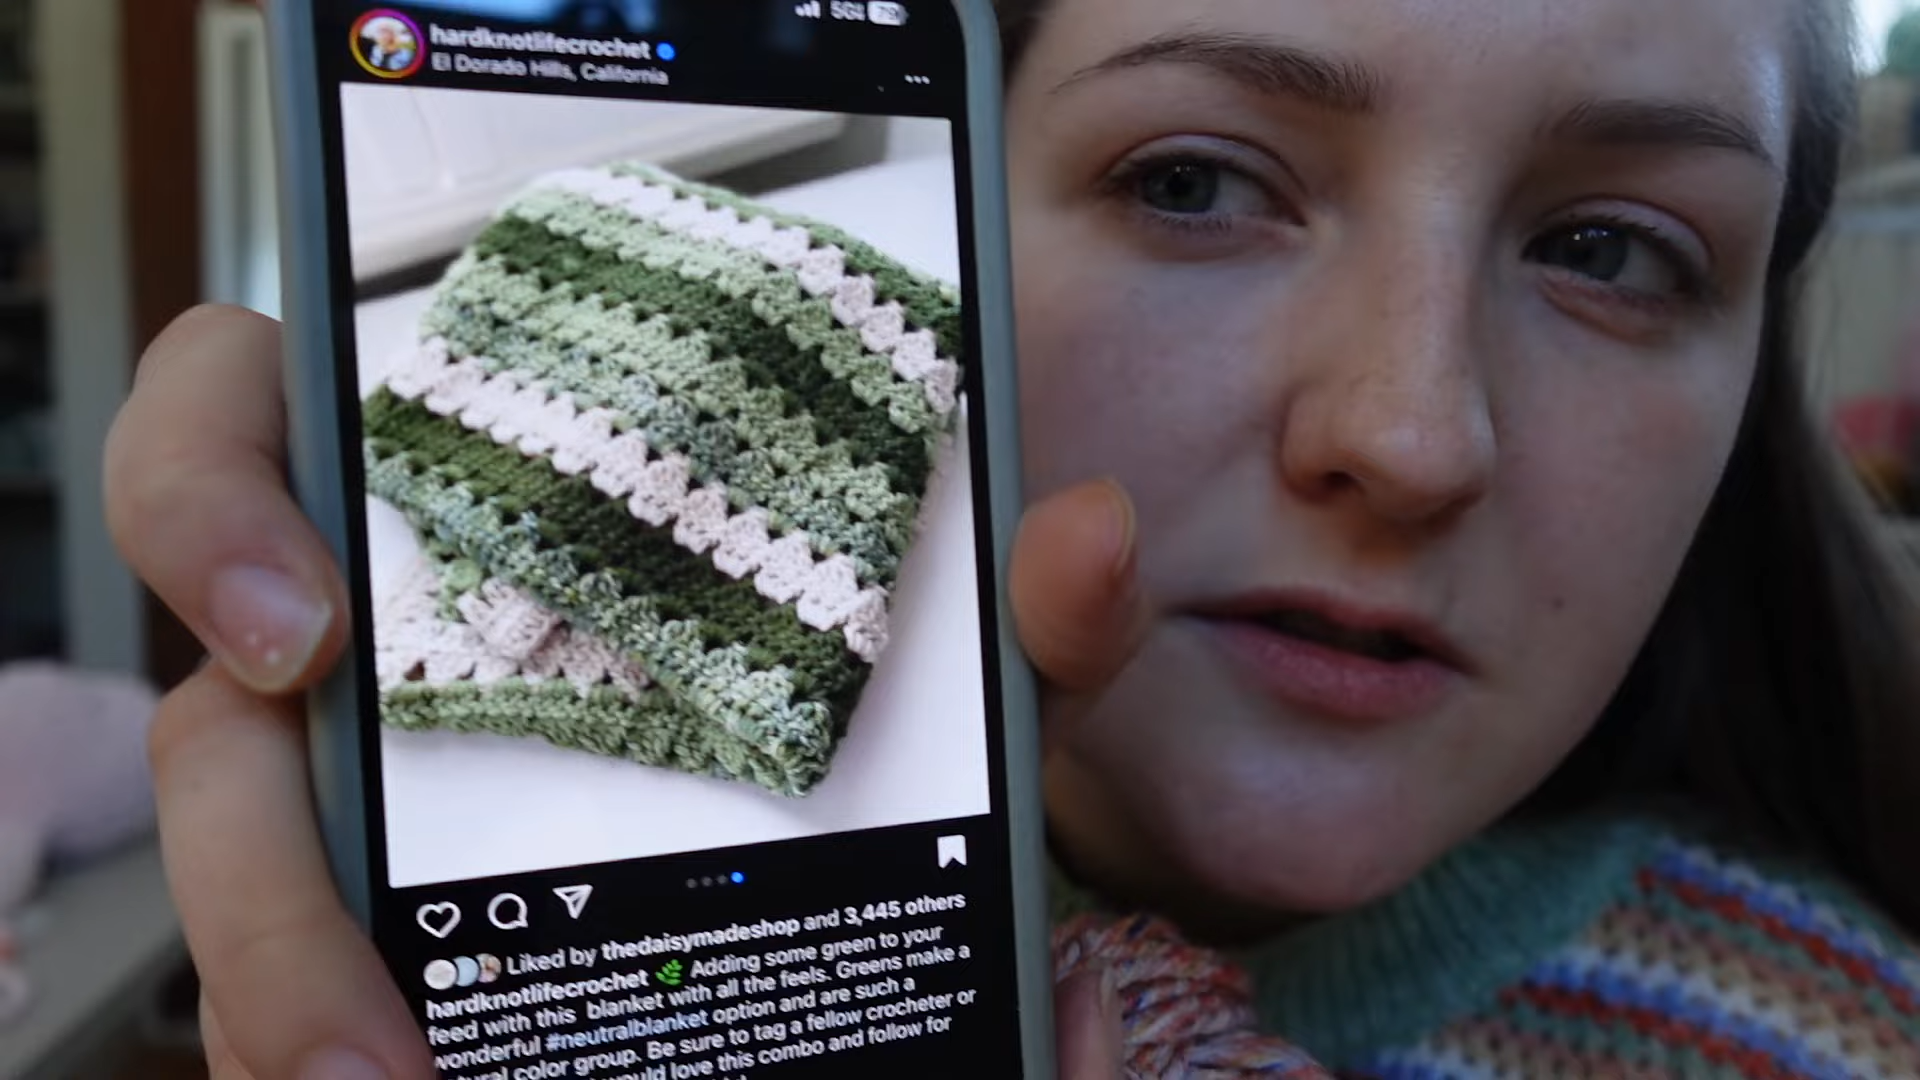 5G 79
hardknotlifecrochet
El Dorado Hills, California
Liked by thedaisymadeshop and 3,445 others
hardknotlifecrochet 🌿 Adding some green to your
feed with this blanket with all the feels. Greens make a
wonderful #neutralblanket option and are such a
color group. Be sure to tag a fellow crocheter or
would love this combo and follow for